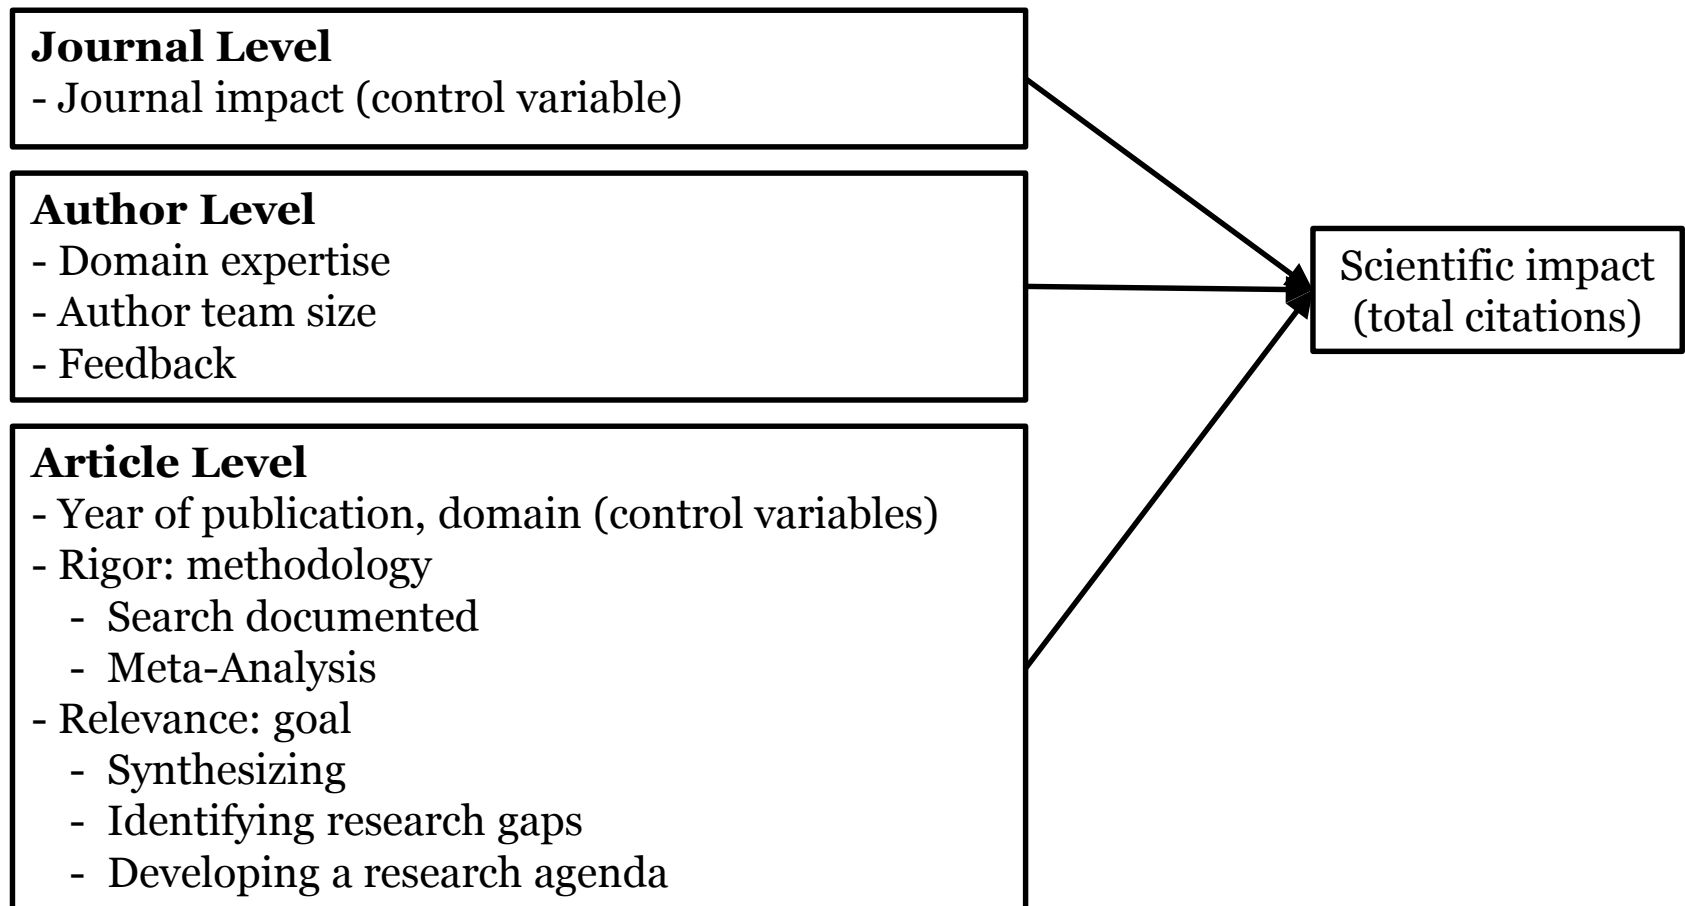 Journal Level
- Journal impact (control variable)
Author Level
- Domain expertise
- Author team size
- Feedback
Article Level
- Year of publication, domain (control variables)
- Rigor: methodology
- Search documented
- Meta-Analysis
- Relevance: goal
- Synthesizing
- Identifying research gaps
- Developing a research agenda
Scientific impact
(total citations)